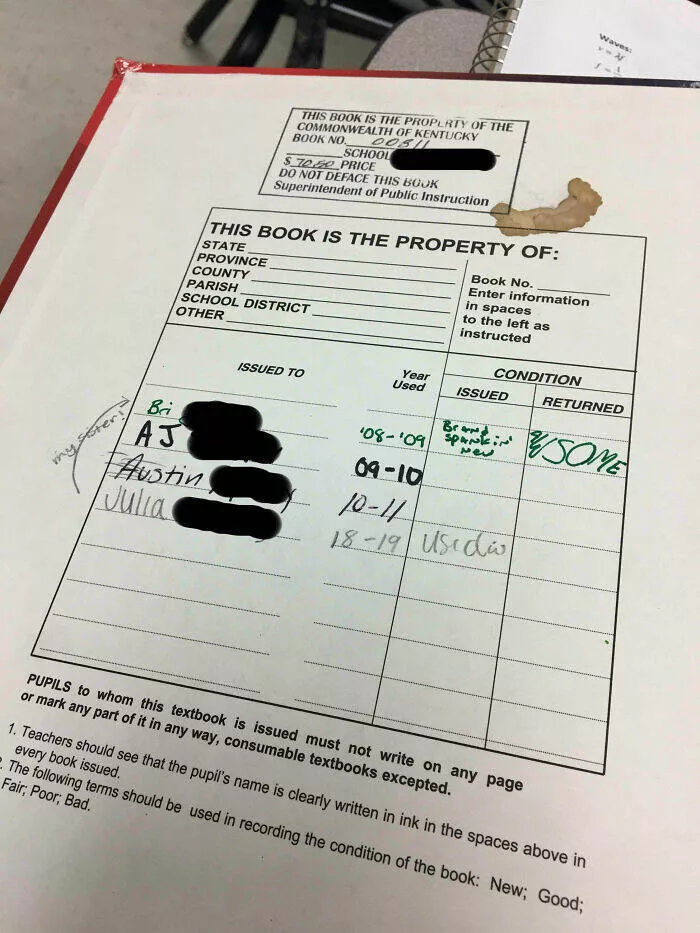 Waves:
THIS BOOK IS THE PROPERTY OF THE
COMMONWEALTH OF KENTUCKY
BOOK NO. 00511
SCHOOL
$ 70.60 PRICE
DO NOT DEFACE THIS BOOK
Superintendent of Public Instruction
THIS BOOK IS THE PROPERTY OF:
STATE
PROVINCE
COUNTY
PARISH
SCHOOL DISTRICT
OTHER
Book No.
Enter information
in spaces
to the left as
instructed
ISSUED TO
Year
Used
CONDITION
ISSUED
RETURNED
my sister!
Bri '08-'09 Brand spankin' new SOME
AJ 09-10
Austin 10-11
Julia 18-19 Used
PUPILS to whom this textbook is issued must not write on any page
or mark any part of it in any way, consumable textbooks excepted.
1. Teachers should see that the pupil's name is clearly written in ink in the spaces above in
every book issued.
2. The following terms should be used in recording the condition of the book: New; Good;
Fair; Poor; Bad.